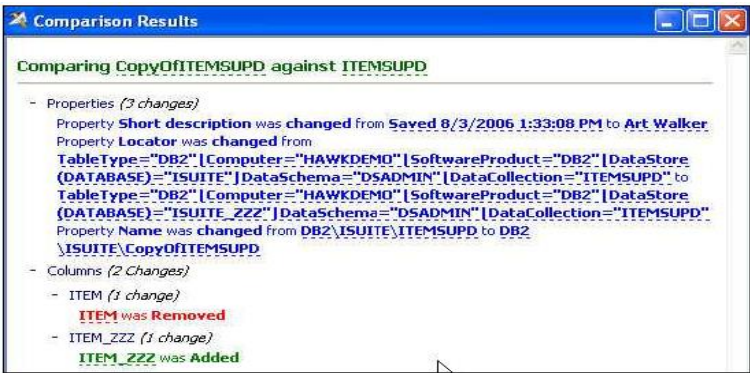 Comparison Results
Comparing CopyOfITEMSUPD against ITEMSUPD
- Properties (3 changes)
Property Short description was changed from Saved 8/3/2006 1:33:08 PM to Art Walker
Property Locator was changed from
TableType="DB2"[Computer="HAWKDEMO"[SoftwareProduct="DB2"[DataStore
(DATABASE)="ISUITE"]DataSchema="DSADMIN"[DataCollection="ITEMSUPD" to
TableType="DB2"[Computer="HAWKDEMO"[SoftwareProduct="DB2"[DataStore
(DATABASE)="ISUITE_ZZZ"]DataSchema="DSADMIN"[DataCollection="ITEMSUPD"
Property Name was changed from DB2\ISUITE\ITEMSUPD to DB2
\ISUITE\CopyOfITEMSUPD
- Columns (2 Changes)
- ITEM (1 change)
ITEM was Removed
- ITEM_ZZZ (1 change)
ITEM_ZZZ was Added